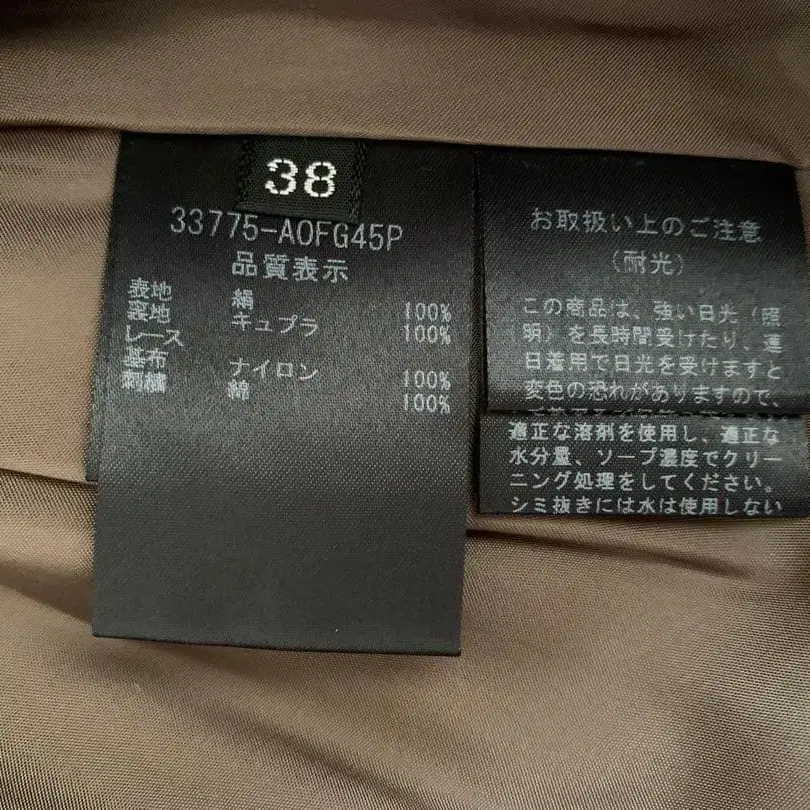 38
33775-AOFG45P
品質表示
表地 絹 100%
裏地 キュプラ 100%
レース
基布 ナイロン 100%
刺繍 綿 100%
お取扱い上のご注意
(耐光)
この商品は、強い日光(照
明)を長時間受けたり、連
日着用で日光を受けますと
変色の恐れがありますので、
適正な溶剤を使用し、適正な
水分量、ソープ濃度でクリー
ニング処理をしてください。
シミ抜きには水は使用しない